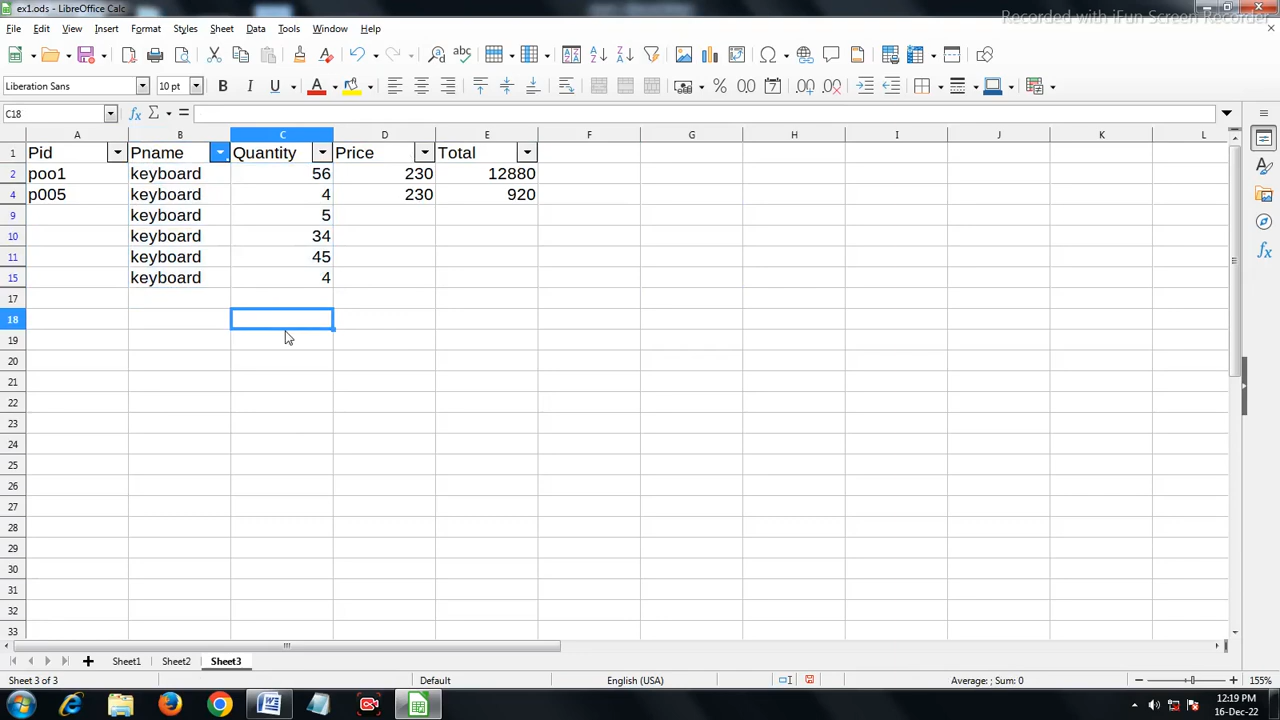 ex1.ods - LibreOffice Calc
Recorded with iFun Screen Recorder
File Edit View Insert Format Styles Sheet Data Tools Window Help
Liberation Sans 10 pt
C18
A B C D E F G H I J K L
1 Pid Pname Quantity Price Total
2 poo1 keyboard 56 230 12880
4 p005 keyboard 4 230 920
9 keyboard 5
10 keyboard 34
11 keyboard 45
15 keyboard 4
17
18
19
20
21
22
23
24
25
26
27
28
29
30
31
32
33
Sheet1 Sheet2 Sheet3
Sheet 3 of 3 Default English (USA) Average: ; Sum: 0 155%
12:19 PM
16-Dec-22